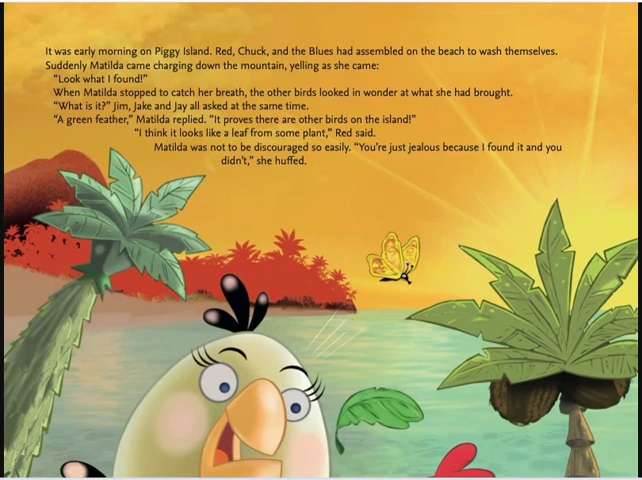 It was early morning on Piggy Island. Red, Chuck, and the Blues had assembled on the beach to wash themselves.
Suddenly Matilda came charging down the mountain, yelling as she came:
“Look what I found!”
When Matilda stopped to catch her breath, the other birds looked in wonder at what she had brought.
“What is it?” Jim, Jake and Jay all asked at the same time.
“A green feather,” Matilda replied. “It proves there are other birds on the island!”
“I think it looks like a leaf from some plant,” Red said.
Matilda was not to be discouraged so easily. “You’re just jealous because I found it and you
didn’t,” she huffed.